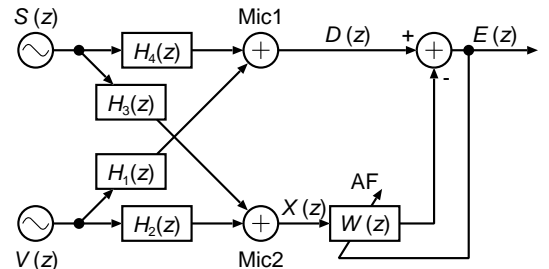 S(z)
Mic1
H4(z)
D(z)
+
+
+
E(z)
-
H3(z)
H1(z)
AF
X(z)
W(z)
V(z)
H2(z)
+
Mic2